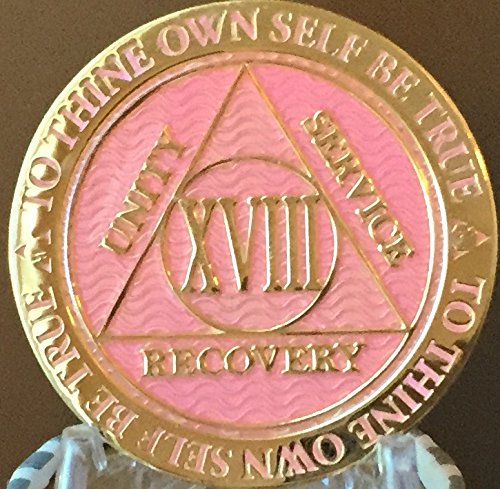 TO THINE OWN SELF BE TRUE
TO THINE OWN SELF BE TRUE
UNITY
SERVICE
XVIII
RECOVERY